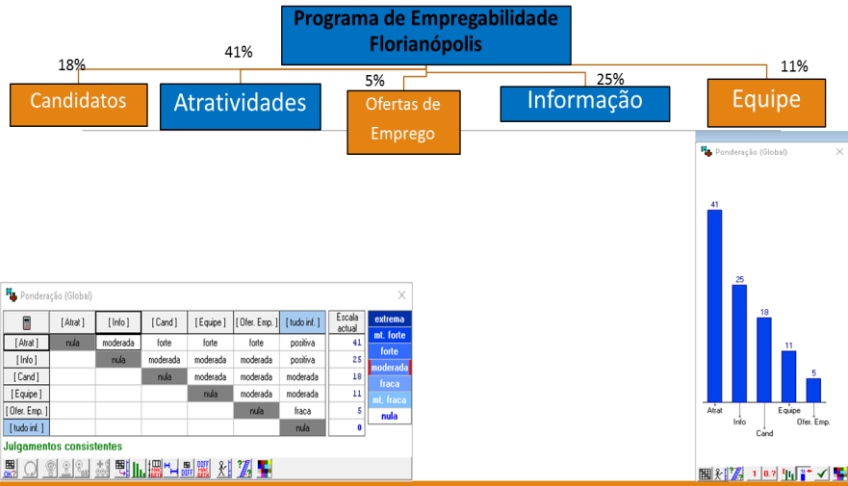 Programa de Empregabilidade
Florianópolis
18%
41%
5%
25%
11%
Candidatos
Atratividades
Ofertas de
Emprego
Informação
Equipe
Ponderação (Global)
41
25
18
11
5
Atrat
Info
Cand
Equipe
Ofer. Emp.
Ponderação (Global)
[ Atrat ] [ Info ] [ Cand ] [ Equipe ] [ Ofer. Emp. ] [ tudo inf. ] Escala actual
[ Atrat ] nula moderada forte forte forte positiva 41
[ Info ] nula moderada moderada moderada positiva 25
[ Cand ] nula moderada moderada moderada 18
[ Equipe ] nula moderada moderada 11
[ Ofer. Emp. ] nula fraca 5
[ tudo inf. ] nula 0
extrema
mt. forte
forte
moderada
fraca
mt. fraca
nula
Julgamentos consistentes